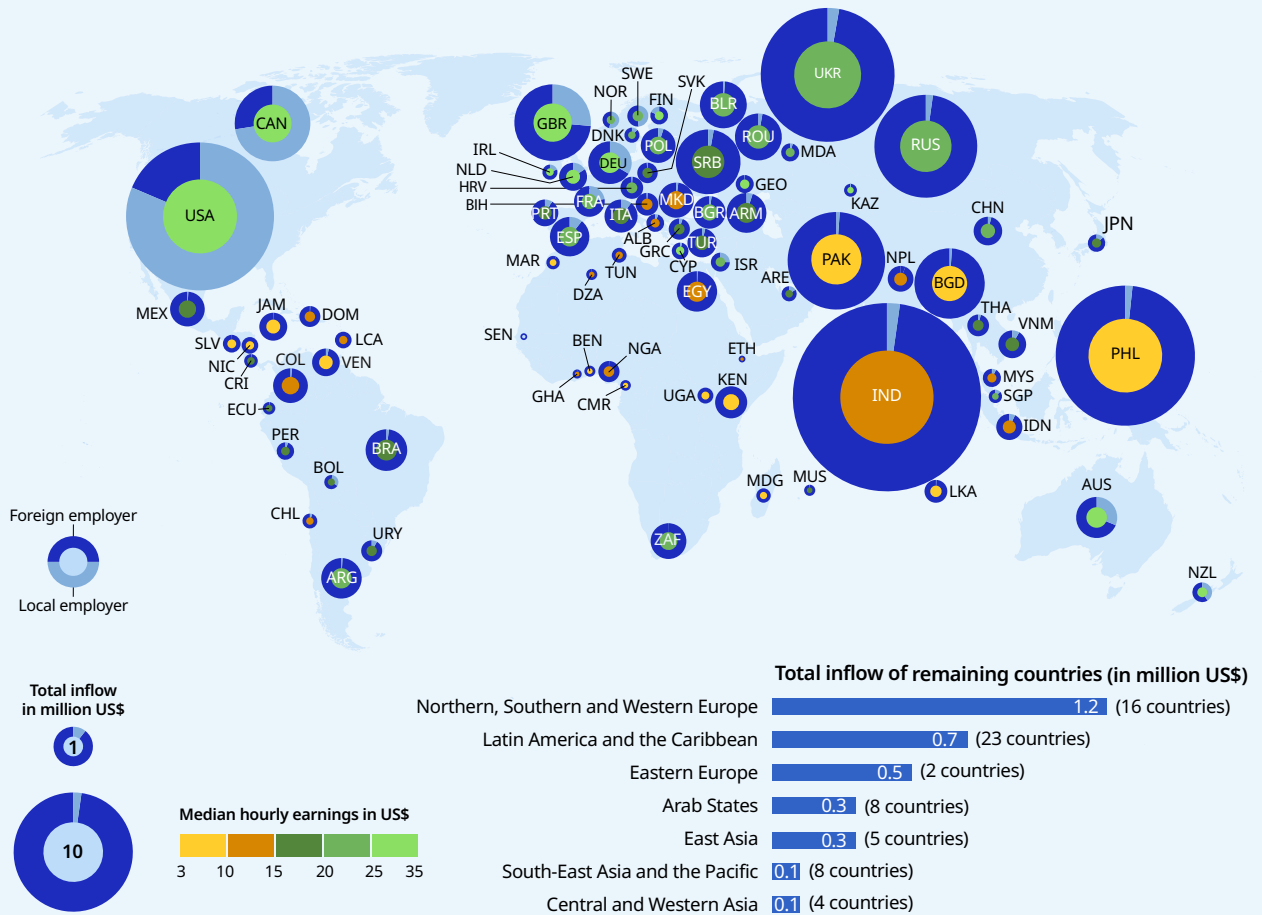 UKR
SWE
SVK
NOR
FIN
BLR
CAN
GBR
DNK
POL
ROU
RUS
IRL
DEU
SRB
MDA
NLD
HRV
GEO
BIH
FRA
MKD
KAZ
USA
PRT
ITA
BGR
ARM
CHN
JPN
ESP
ALB
GRC
TUR
MAR
TUN
CYP
ISR
PAK
NPL
DZA
EGY
ARE
BGD
MEX
JAM
DOM
THA
VNM
SLV
LCA
SEN
BEN
NGA
ETH
PHL
NIC
COL
VEN
CRI
GHA
CMR
UGA
KEN
IND
MYS
SGP
ECU
IDN
PER
BRA
BOL
MDG
MUS
LKA
AUS
CHL
URY
ZAF
ARG
NZL
Foreign employer
Local employer
Total inflow
in million US$
1
10
Median hourly earnings in US$
3 10 15 20 25 35
Total inflow of remaining countries (in million US$)
Northern, Southern and Western Europe 1.2 (16 countries)
Latin America and the Caribbean 0.7 (23 countries)
Eastern Europe 0.5 (2 countries)
Arab States 0.3 (8 countries)
East Asia 0.3 (5 countries)
South-East Asia and the Pacific 0.1 (8 countries)
Central and Western Asia 0.1 (4 countries)